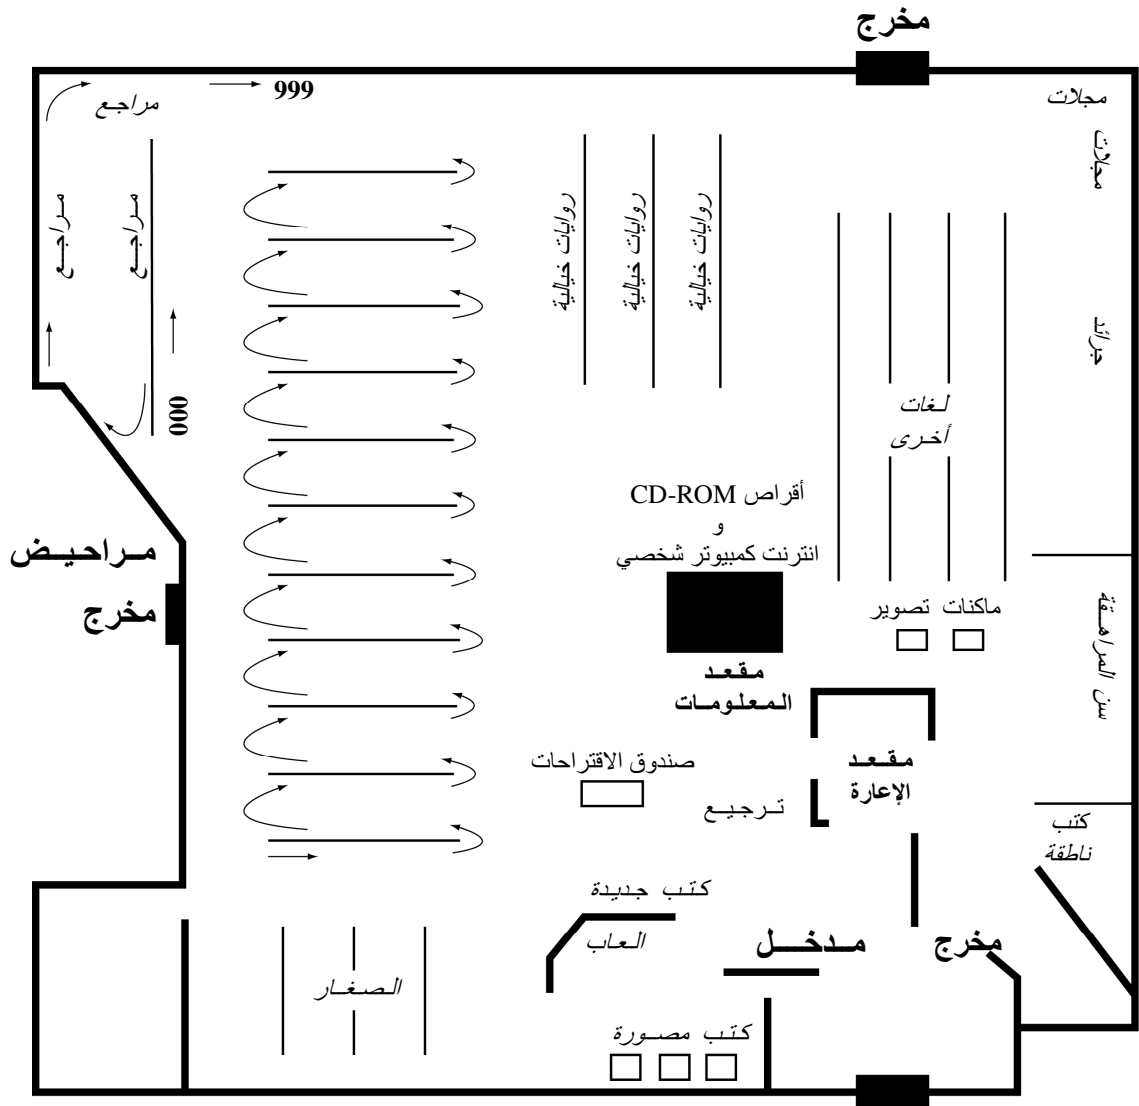 مخرج
999
مراجع
مجلات
مجلات
مراجع
مراجع
روايات خيالية
روايات خيالية
روايات خيالية
جرائد
000
لغات
أخرى
أقراص CD-ROM
و
انترنت كمبيوتر شخصي
مراحيض
مخرج
ماكنات تصوير
سن المراهقة
مقعد
المعلومات
مقعد
الإعارة
صندوق الاقتراحات
ترجيع
كتب
ناطقة
كتب جديدة
العاب
مدخل
مخرج
الصغار
كتب مصورة